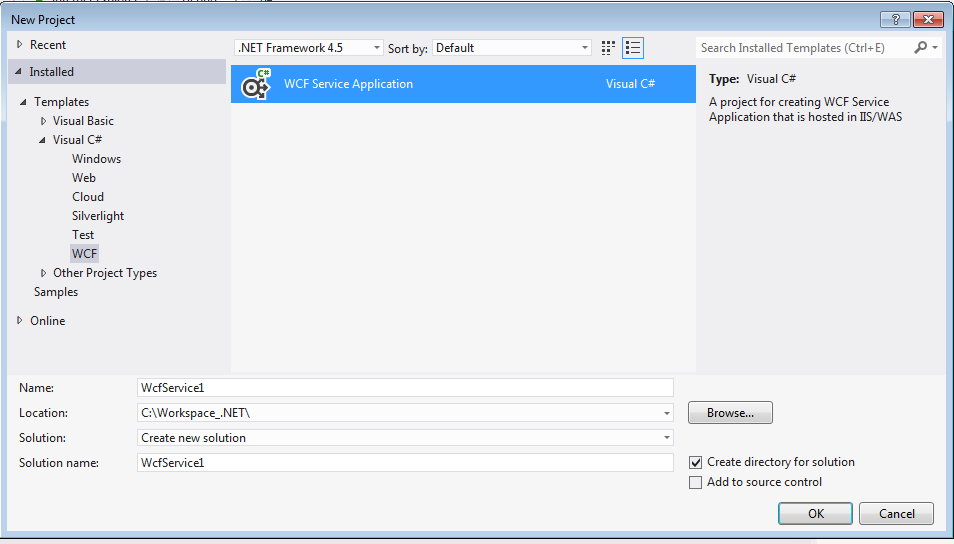 New Project
?
Recent
.NET Framework 4.5
Sort by:
Default
Search Installed Templates (Ctrl+E)
Installed
C#
WCF Service Application
Visual C#
Type: Visual C#
A project for creating WCF Service
Application that is hosted in IIS/WAS
Templates
Visual Basic
Visual C#
Windows
Web
Cloud
Silverlight
Test
WCF
Other Project Types
Samples
Online
Name:
WcfService1
Location:
C:\Workspace_.NET\
Browse...
Solution:
Create new solution
Solution name:
WcfService1
Create directory for solution
Add to source control
OK
Cancel